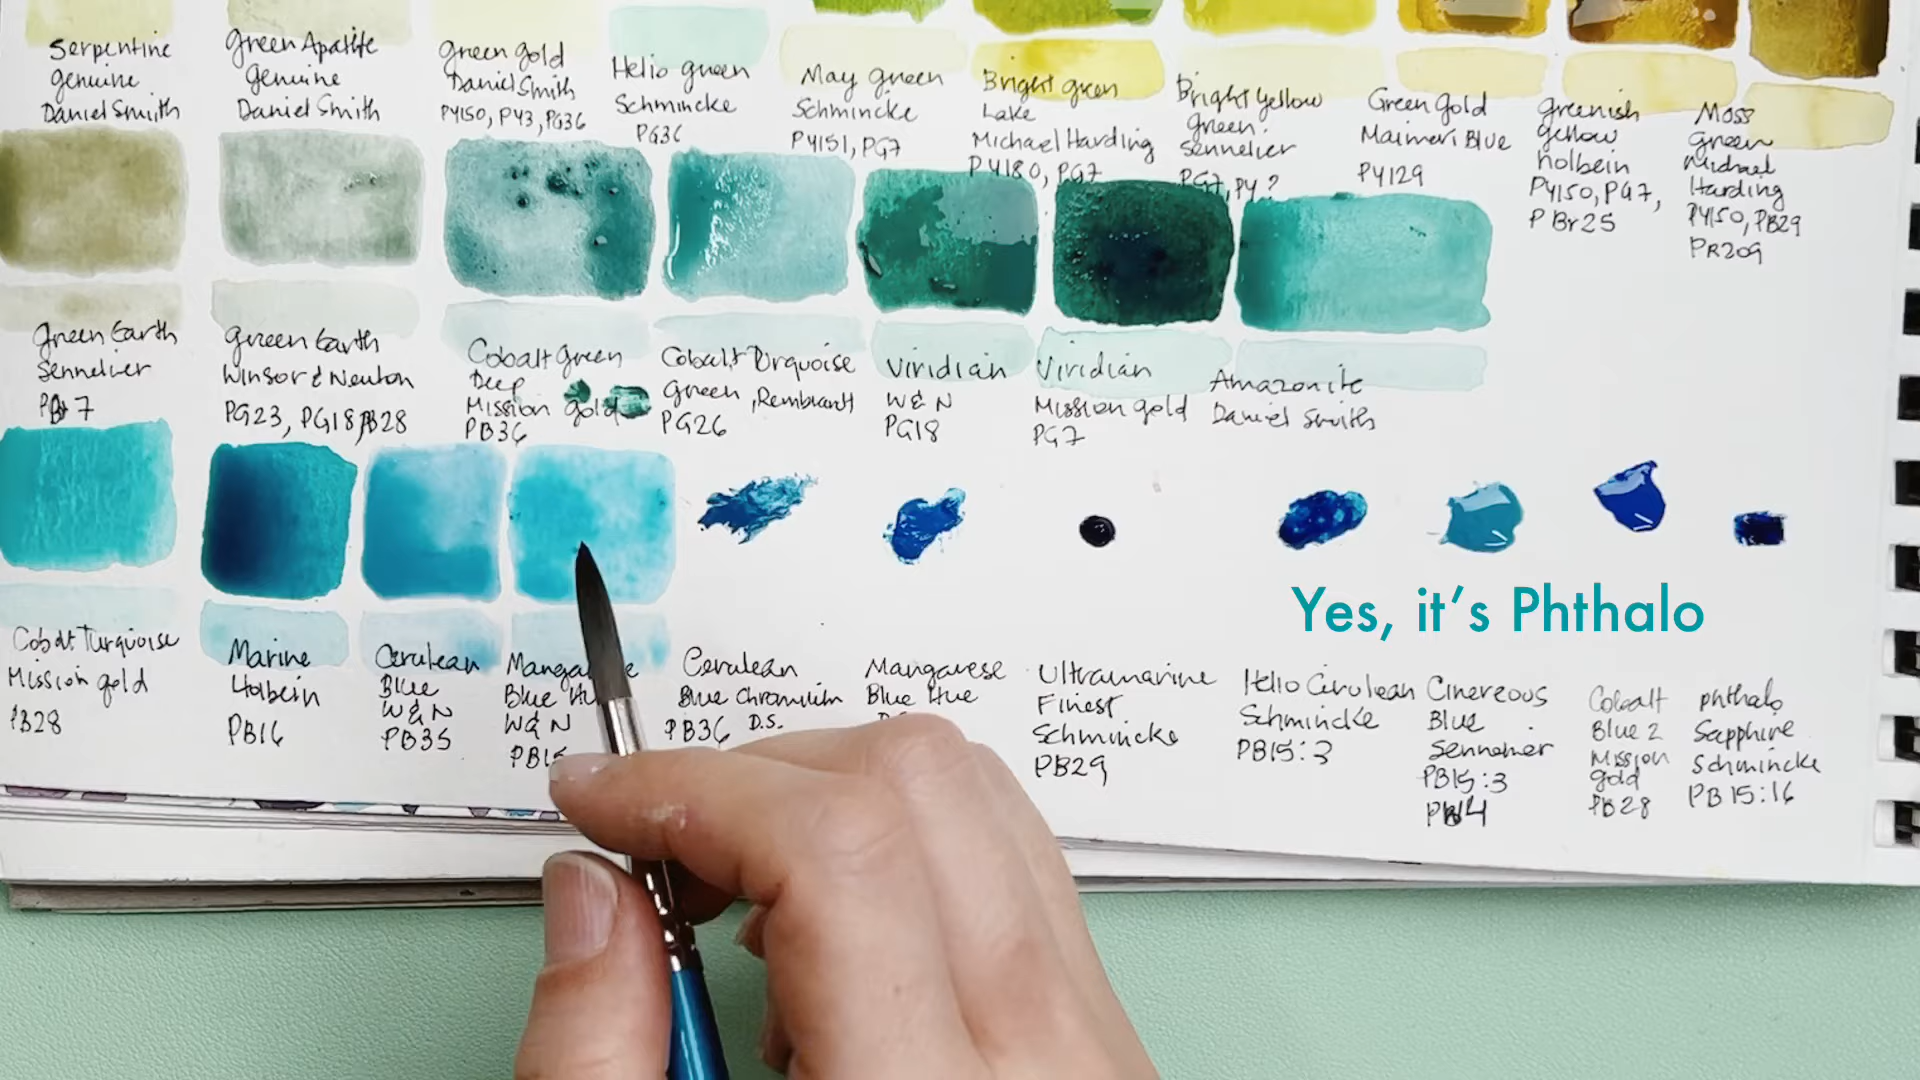 Serpentine
genuine
Daniel Smith
Green Apatite
Genuine
Daniel Smith
Green gold
Daniel Smith
PY150, PY3, PG36
Helio green
Schmincke
PG36
May green
Schmincke
PY151, PG7
Bright green
Lake
Michael Harding
PY180, PG7
Bright Yellow
green.
Sennelier
PG7, PY?
Green Gold
Maimeri Blue
PY129
Greenish
yellow
holbein
PY150, PG7,
PBr25
Moss
Green
Michael
Harding
PY150, PB29
PR209
Green Earth
Sennelier
7
Green Earth
Winsor & Newton
PG23, PG18, PB28
Cobalt Green
Deep
Mission gold
PB36
Cobalt Turquoise
Green, Rembrandt
PG26
Viridian
W&N
PG18
Viridian
Mission gold
PG7
Amazonite
Daniel Smith
Cobalt Turquoise
Mission gold
PB28
Marine
Holbein
PB16
Cerulean
Blue
W&N
PB35
Blue
W&N
Cerulean
Blue Chromium
PB36 D.S.
Manganese
Blue Hue
Ultramarine
Finest
Schmincke
PB29
Helio Cerulean
Schmincke
PB15:3
Cinereous
Blue
Sennelier
PB15:3
Cobalt
Blue 2
Mission
gold
PB28
phthalo
Sapphire
Schmincke
PB15:16
Yes, it's Phthalo